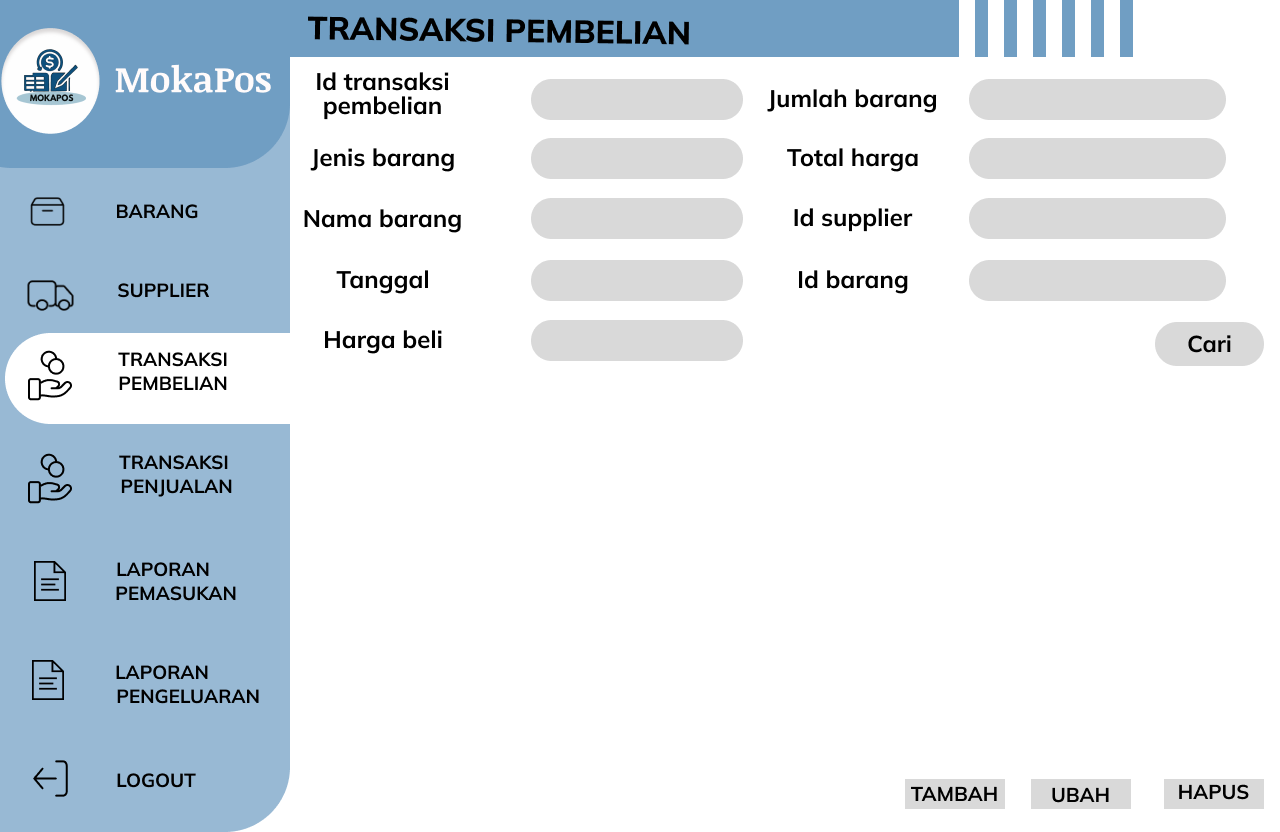 TRANSAKSI PEMBELIAN
$
MOKAPOS
MokaPos
BARANG
SUPPLIER
TRANSAKSI
PEMBELIAN
TRANSAKSI
PENJUALAN
LAPORAN
PEMASUKAN
LAPORAN
PENGELUARAN
LOGOUT
Id transaksi
pembelian
Jenis barang
Nama barang
Tanggal
Harga beli
Jumlah barang
Total harga
Id supplier
Id barang
Cari
TAMBAH
UBAH
HAPUS